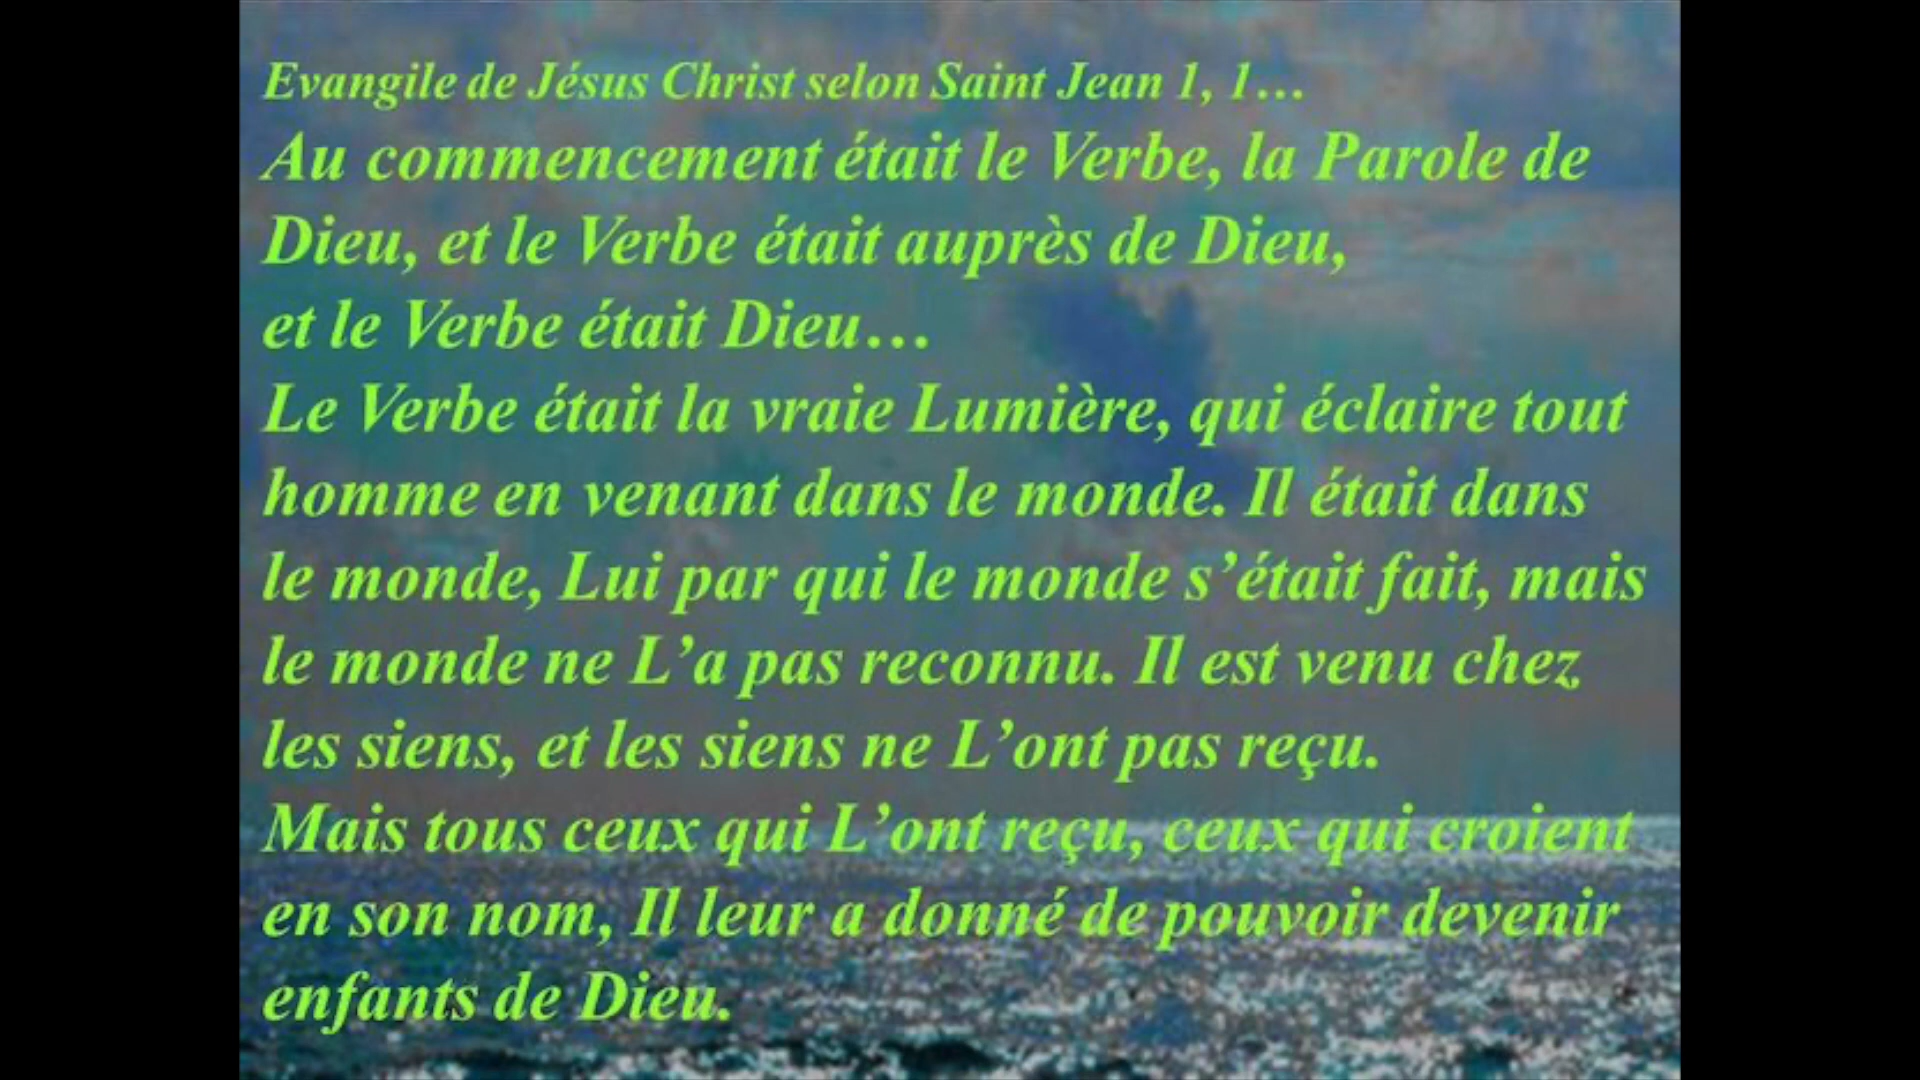 Evangile de Jésus Christ selon Saint Jean 1, 1…
Au commencement était le Verbe, la Parole de
Dieu, et le Verbe était auprès de Dieu,
et le Verbe était Dieu…
Le Verbe était la vraie Lumière, qui éclaire tout
homme en venant dans le monde. Il était dans
le monde, Lui par qui le monde s’était fait, mais
le monde ne L’a pas reconnu. Il est venu chez
les siens, et les siens ne L’ont pas reçu.
Mais tous ceux qui L’ont reçu, ceux qui croient
en son nom, Il leur a donné de pouvoir devenir
enfants de Dieu.